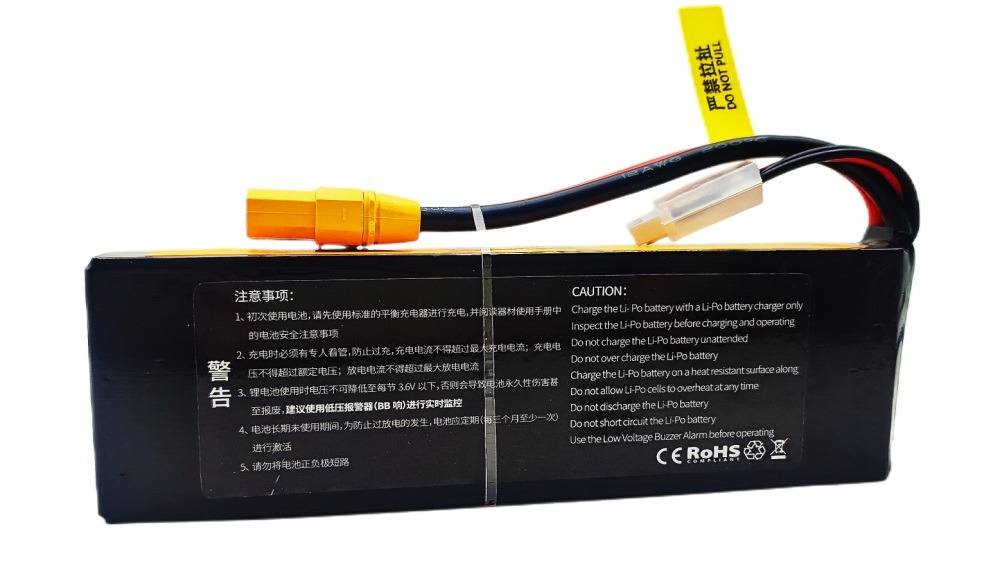 严禁拉扯
DO NOT PULL
12AWG 200°C
警告
注意事项：
1、初次使用电池,请先使用标准的平衡充电器进行充电,并阅读器材使用手册中
的电池安全注意事项
2、充电时必须有专人看管,防止过充,充电电流不得超过最大充电电流；充电电
压不得超过额定电压；放电电流不得超过最大放电电流
3、锂电池使用时电压不可降低至每节 3.6V 以下,否则会导致电池永久性伤害甚
至报废,建议使用低压报警器(BB 响)进行实时监控
4、电池长期未使用期间,为防止过放电的发生,电池应定期(每三个月至少一次)
进行激活
5、请勿将电池正负极短路
CAUTION：
Charge the Li- Po battery with a Li-Po battery charger only
Inspect the Li-Po battery before charging and operating
Do not charge the Li-Po battery unattended
Do not over charge the Li-Po battery
Charge the Li-Po battery on a heat resistant surface along
Do not allow Li-Po cells to overheat at any time
Do not discharge the Li-Po battery
Do not short circuit the Li-Po battery
Use the Low Voltage Buzzer Alarm before operating
CE RoHS
COMPLIANT